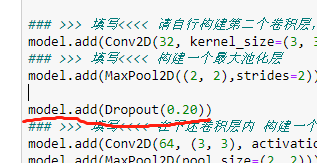 ### >>> 填写<<<< 请自行构建第二个卷积层,
model.add(Conv2D(32, kernel_size=(3, 3
### >>> 填写<<<< 构建一个最大池化层
model.add(MaxPool2D((2, 2),strides=2))
model.add(Dropout(0.20))
### >>> 填写<<<< 在下述卷积层内 构建一个
model.add(Conv2D(64, (3, 3), activatio
model.add(MaxPool2D(pool_size=(2, 2))